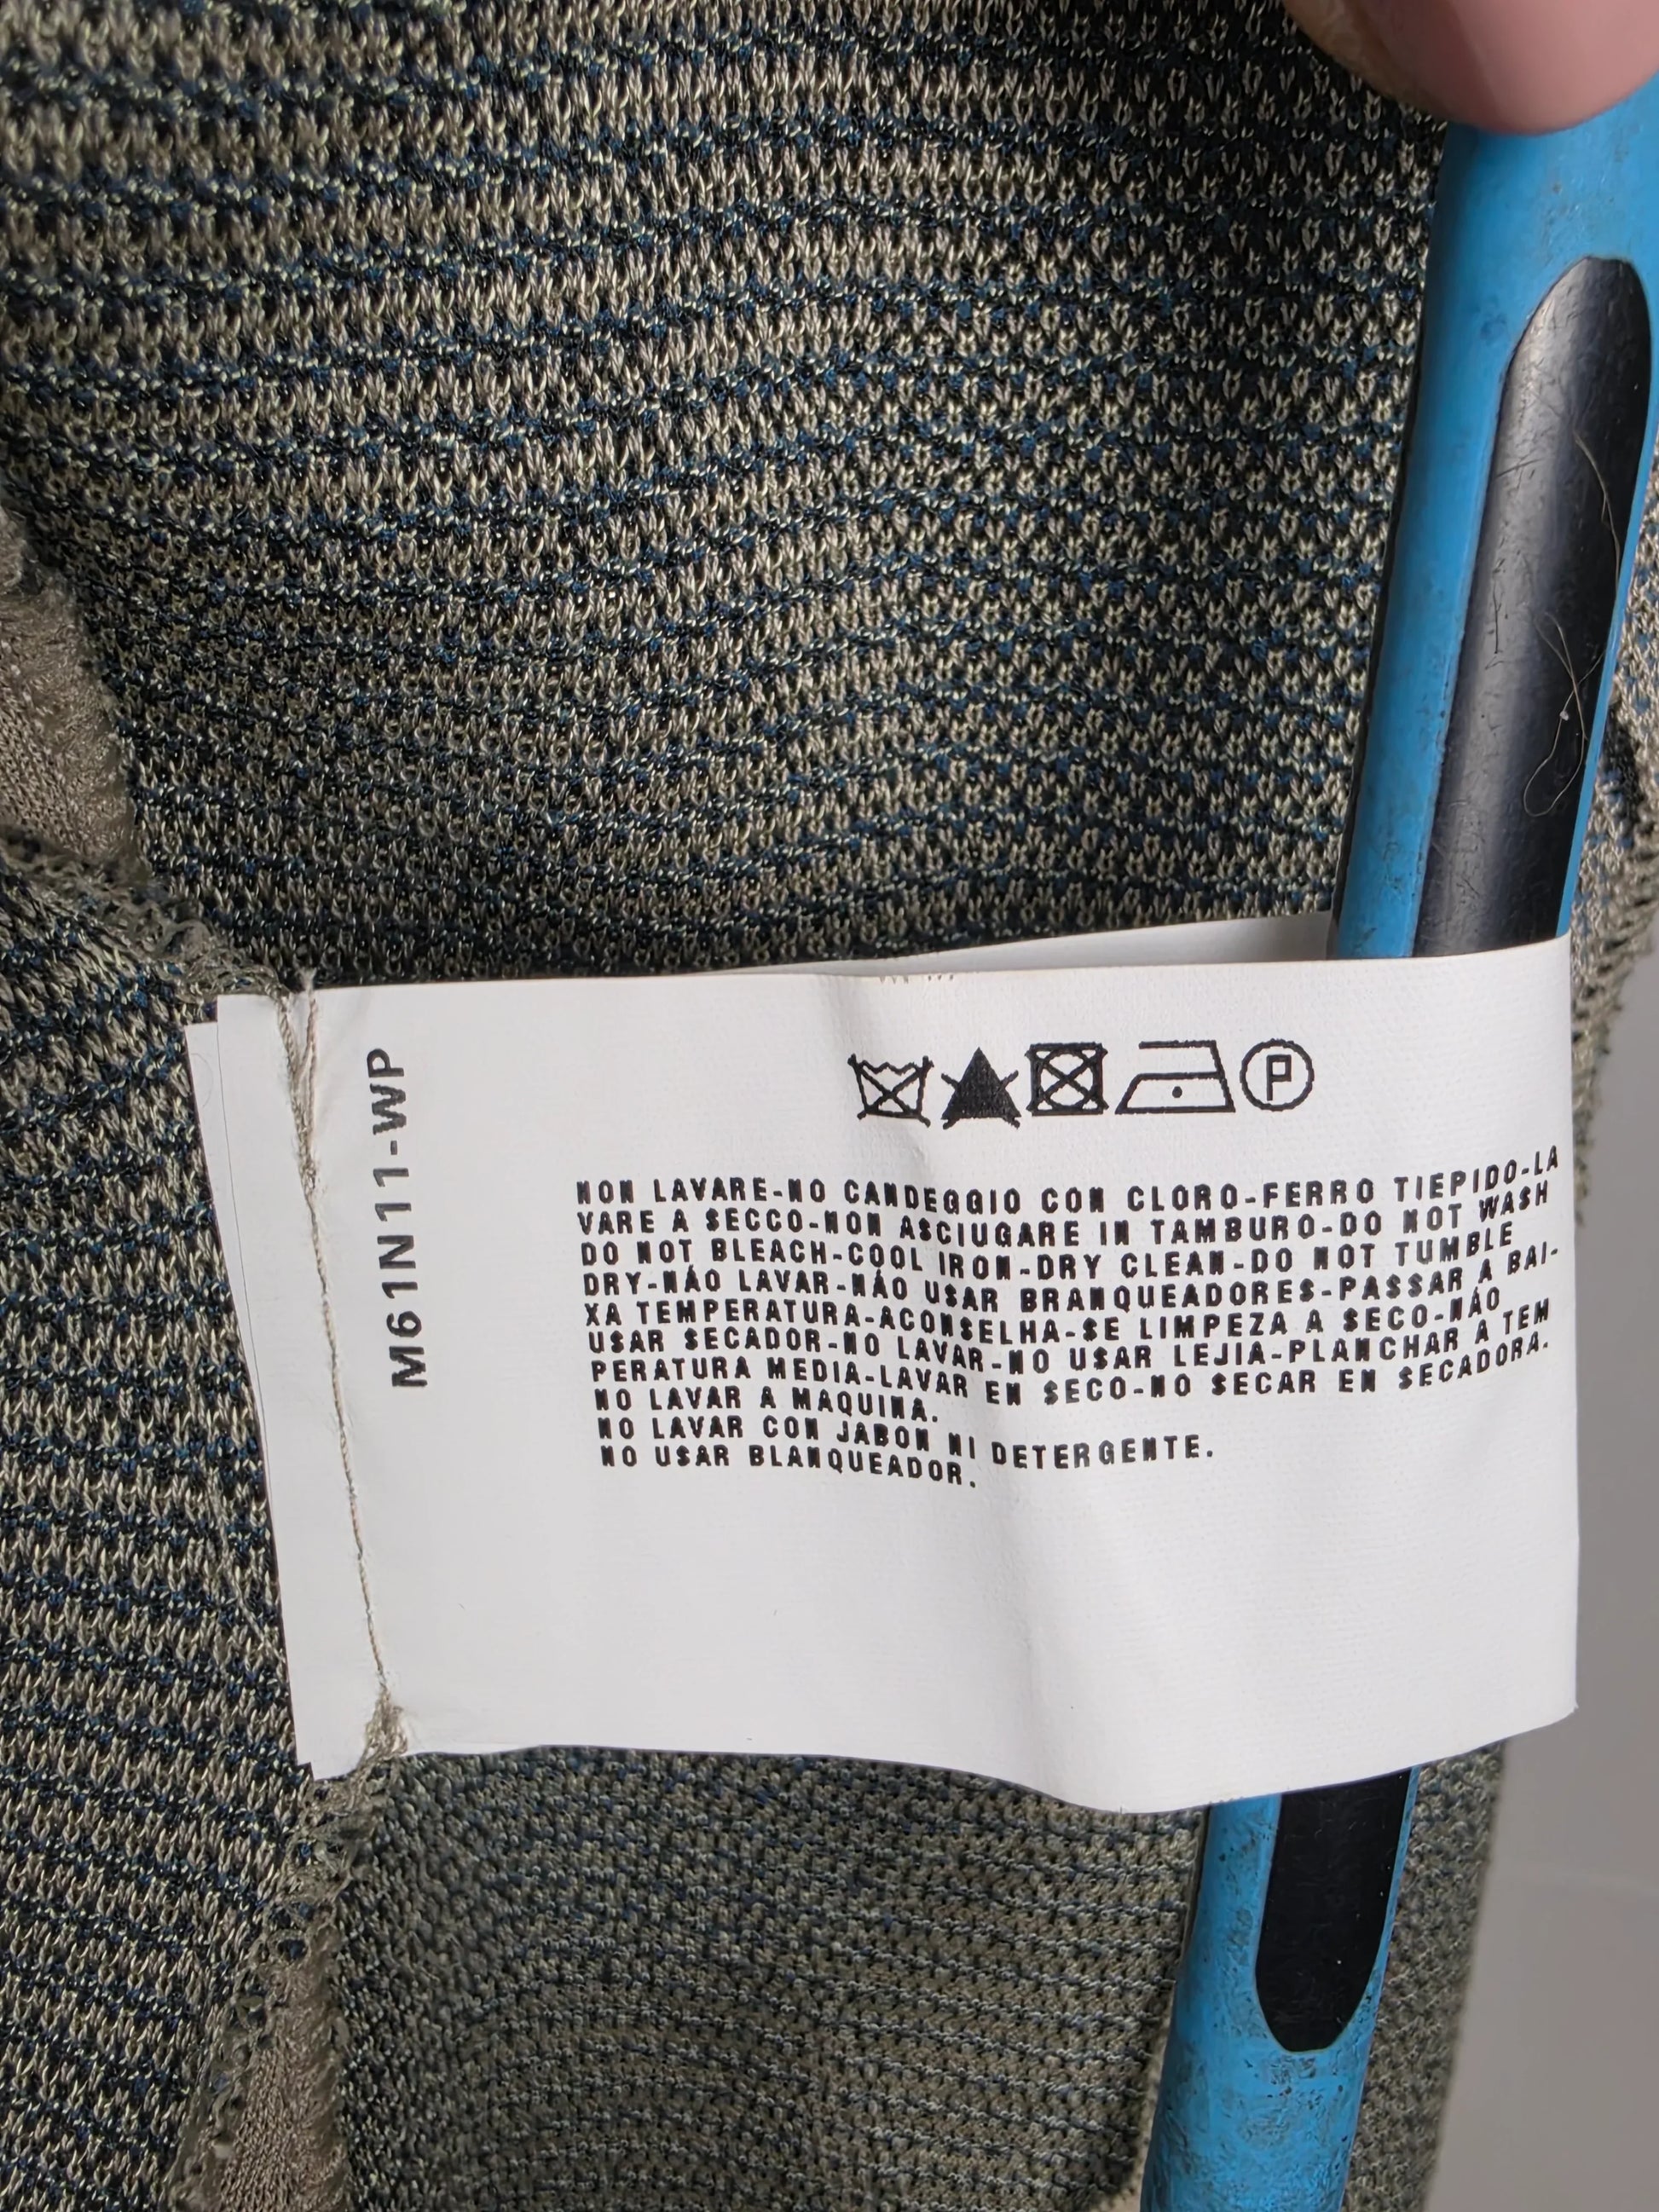 M61N11-WP
P
NON LAVARE-NO CANDEGGIO CON CLORO-FERRO TIEPIDO-LA
VARE A SECCO-NON ASCIUGARE IN TAMBURO-DO NOT WASH
DO NOT BLEACH-COOL IRON-DRY CLEAN-DO NOT TUMBLE
DRY-NÁO LAVAR-NÁO USAR BRANQUEADORES-PASSAR A BAI-
XA TEMPERATURA-ACONSELHA-SE LIMPEZA A SECO-NÁO
USAR SECADOR-NO LAVAR-NO USAR LEJIA-PLANCHAR A TEM
PERATURA MEDIA-LAVAR EN SECO-NO SECAR EN SECADORA.
NO LAVAR A MAQUINA.
NO LAVAR CON JABON NI DETERGENTE.
NO USAR BLANQUEADOR.